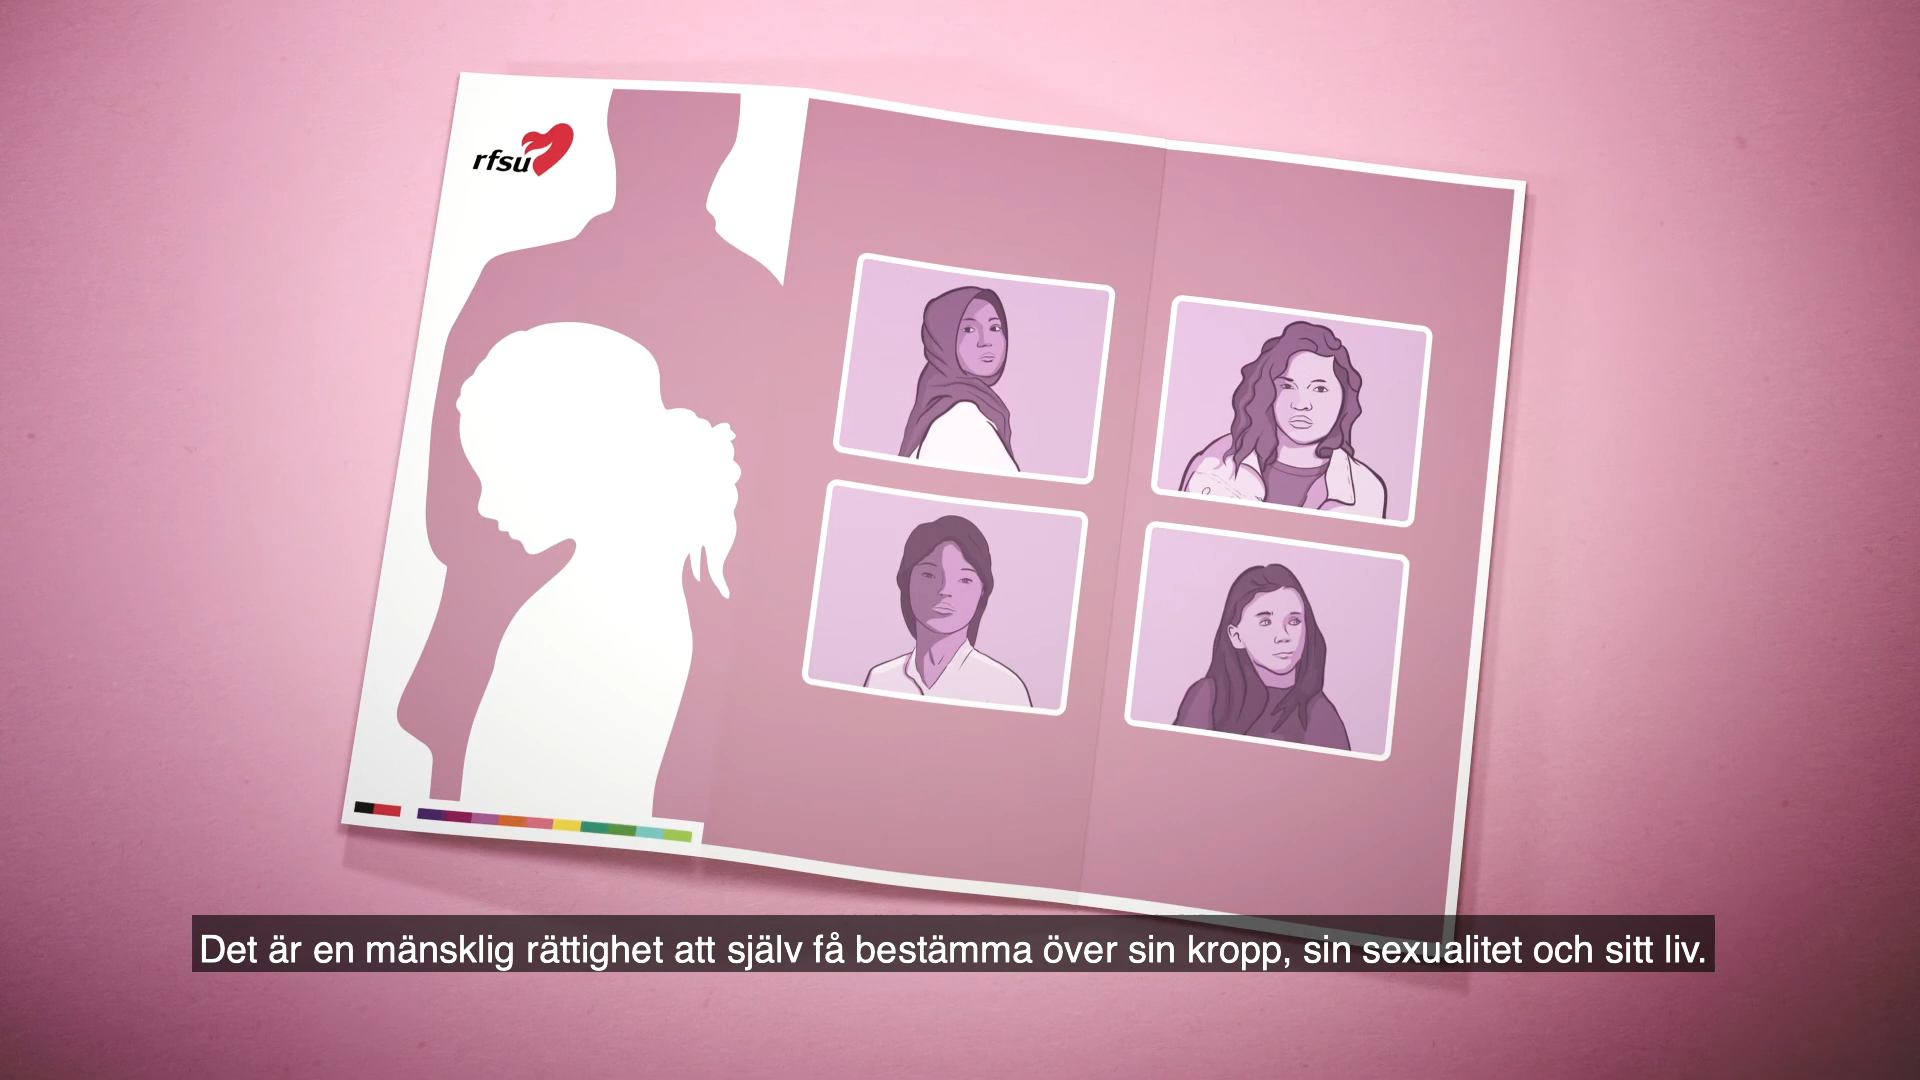 rfsu
Det är en mänsklig rättighet att själv få bestämma över sin kropp, sin sexualitet och sitt liv.